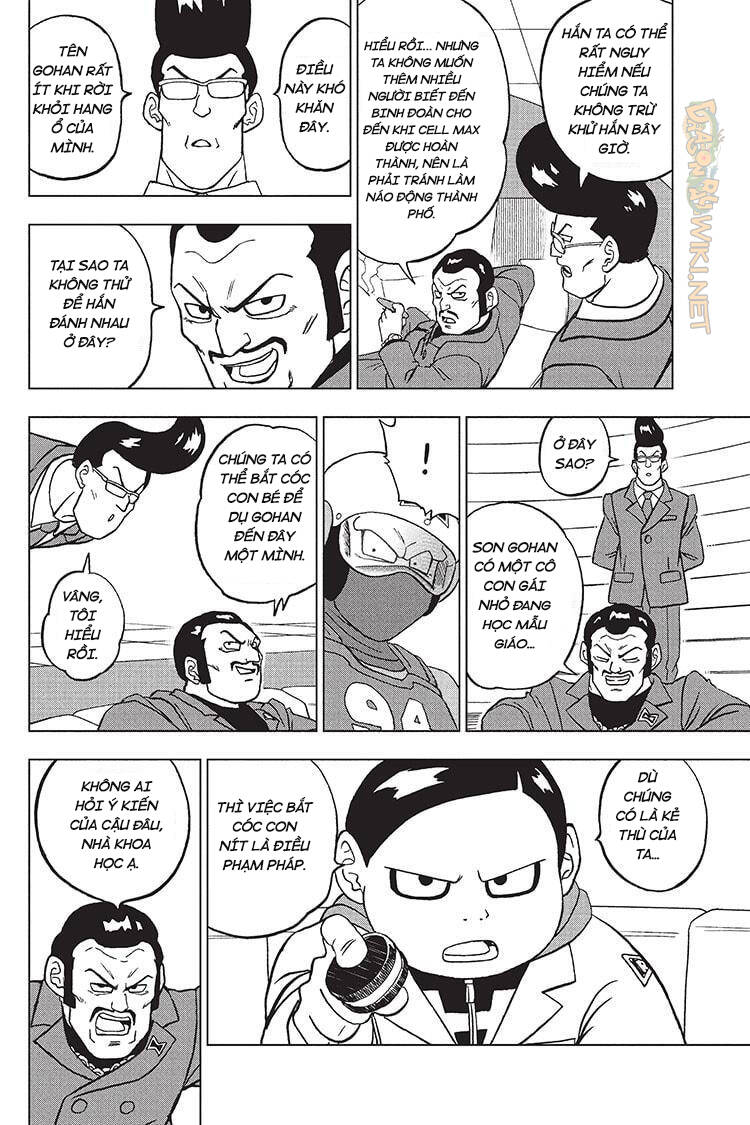 HẮN TA CÓ THỂ
RẤT NGUY
HIỂM NẾU
CHÚNG TA
KHÔNG TRỪ
KHỬ HẮN BÂY
GIỜ.
HIỂU RỒI... NHƯNG
TA KHÔNG MUỐN
THÊM NHIỀU
NGƯỜI BIẾT ĐẾN
BINH ĐOÀN CHO
ĐẾN KHI CELL MAX
ĐƯỢC HOÀN
THÀNH, NÊN LÀ
PHẢI TRÁNH LÀM
NÁO ĐỘNG THÀNH
PHỐ.
ĐIỀU
NÀY KHÓ
KHĂN
ĐÂY.
TÊN
GOHAN RẤT
ÍT KHI RỜI
KHỎI HANG
Ổ CỦA
MÌNH.
TẠI SAO TA
KHÔNG THỬ
ĐỂ HẮN
ĐÁNH NHAU
Ở ĐÂY?
Ở ĐÂY
SAO?
SON GOHAN
CÓ MỘT CÔ
CON GÁI
NHỎ ĐANG
HỌC MẪU
GIÁO...
!
CHÚNG TA CÓ
THỂ BẮT CÓC
CON BÉ ĐỂ
DỤ GOHAN
ĐẾN ĐÂY
MỘT MÌNH.
VÂNG,
TÔI
HIỂU
RỒI.
94
DÙ
CHÚNG
CÓ LÀ KẺ
THÙ CỦA
TA...
THÌ VIỆC BẮT
CÓC CON
NÍT LÀ ĐIỀU
PHẠM PHÁP.
KHÔNG AI
HỎI Ý KIẾN
CỦA CẬU ĐÂU,
NHÀ KHOA
HỌC Ạ.
DRAGON BALL WIKI.NET